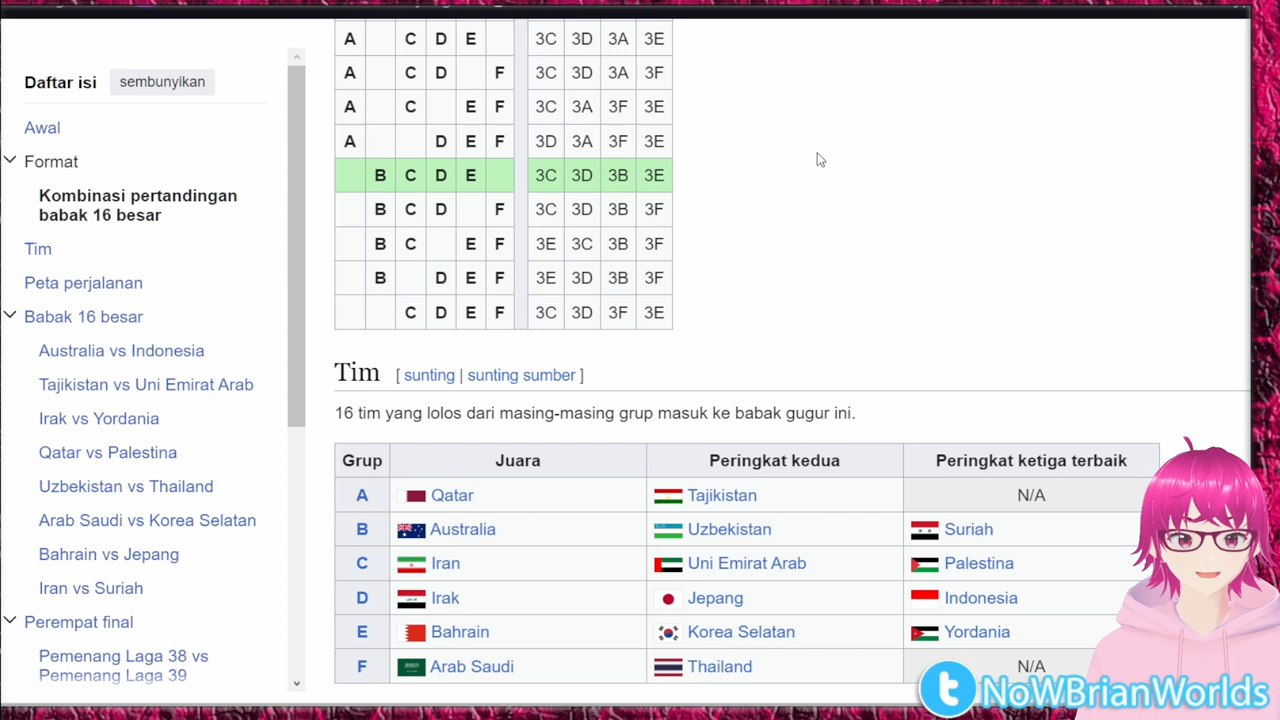 Daftar isi sembunyikan
Awal
Format
Kombinasi pertandingan
babak 16 besar
Tim
Peta perjalanan
Babak 16 besar
Australia vs Indonesia
Tajikistan vs Uni Emirat Arab
Irak vs Yordania
Qatar vs Palestina
Uzbekistan vs Thailand
Arab Saudi vs Korea Selatan
Bahrain vs Jepang
Iran vs Suriah
Perempat final
Pemenang Laga 38 vs
Pemenang Laga 39
A C D E 3C 3D 3A 3E
A C D F 3C 3D 3A 3F
A C E F 3C 3A 3F 3E
A D E F 3D 3A 3F 3E
B C D E 3C 3D 3B 3E
B C D F 3C 3D 3B 3F
B C E F 3E 3C 3B 3F
B D E F 3E 3D 3B 3F
C D E F 3C 3D 3F 3E
Tim [ sunting | sunting sumber ]
16 tim yang lolos dari masing-masing grup masuk ke babak gugur ini.
Grup Juara Peringkat kedua Peringkat ketiga terbaik
A Qatar Tajikistan N/A
B Australia Uzbekistan Suriah
C Iran Uni Emirat Arab Palestina
D Irak Jepang Indonesia
E Bahrain Korea Selatan Yordania
F Arab Saudi Thailand N/A
NoWBrianWorlds